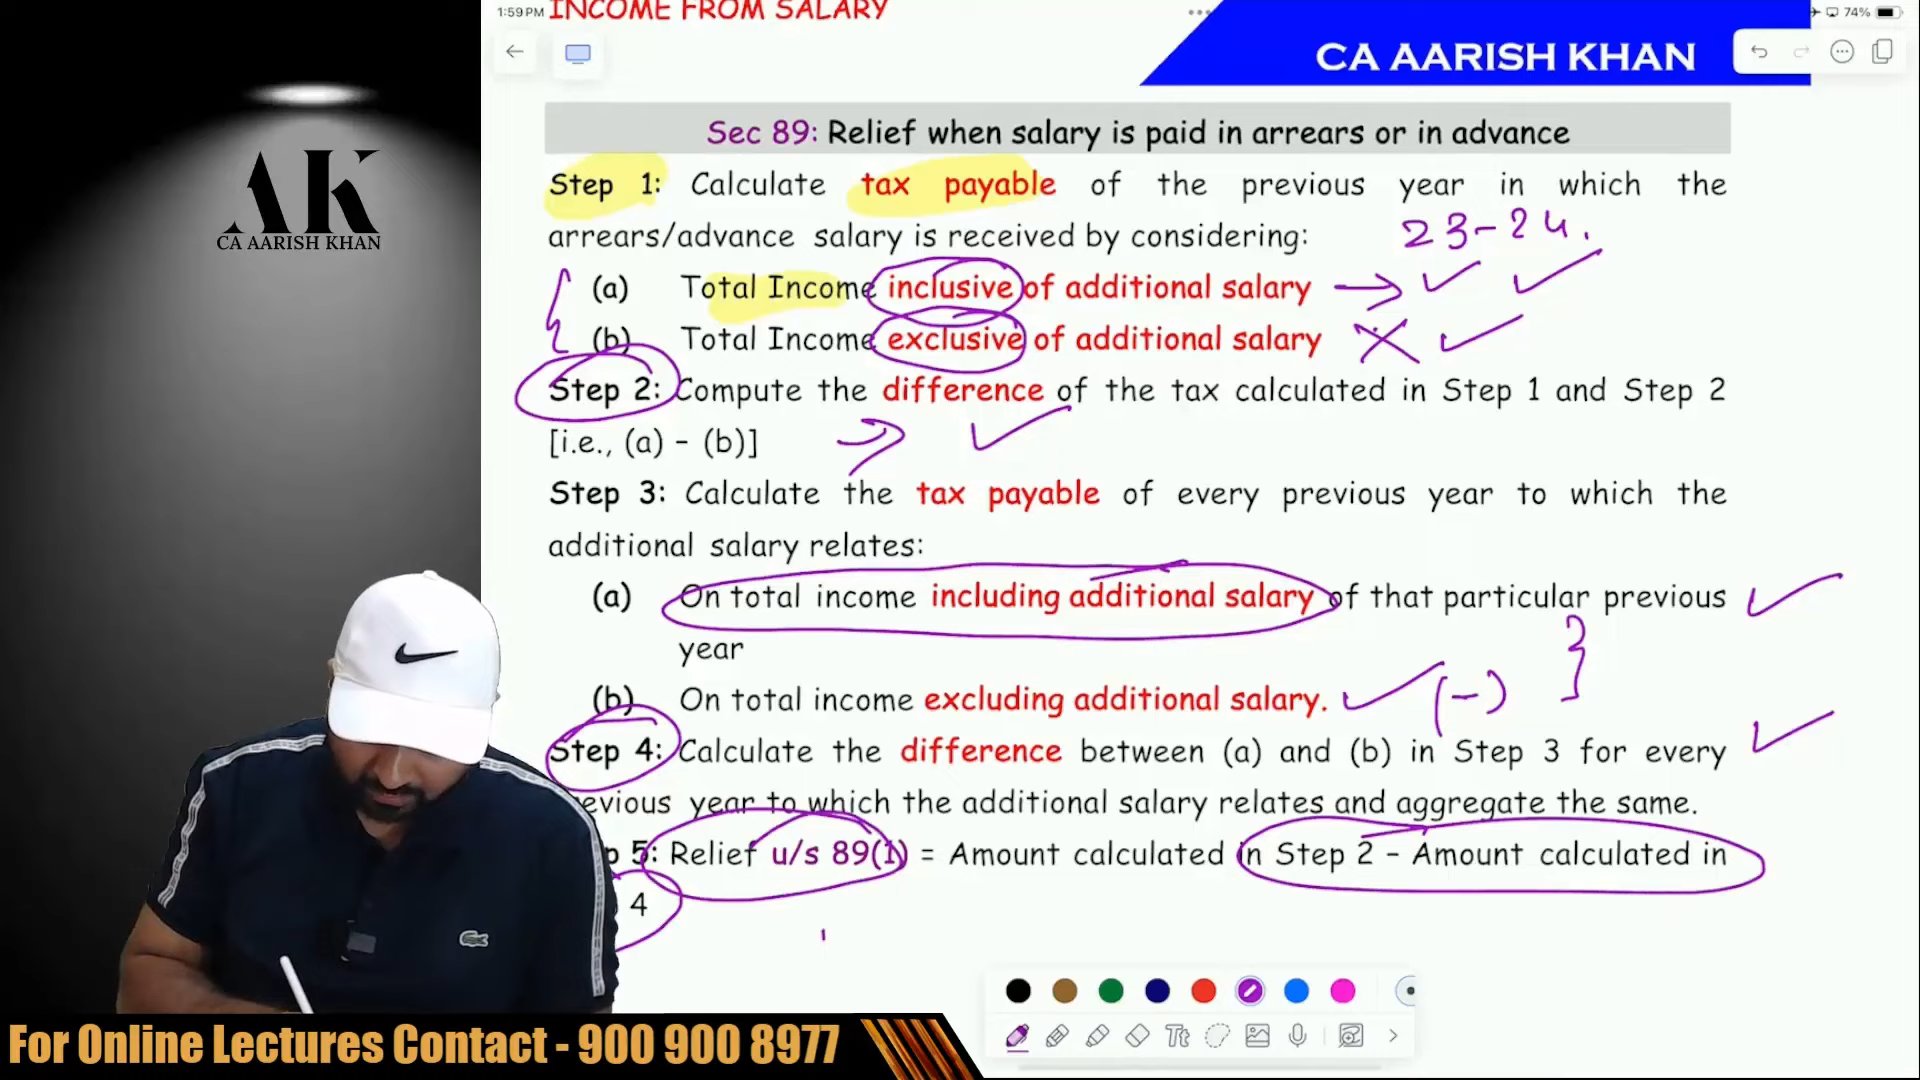 1:59 PM INCOME FROM SALARY
74%
CA AARISH KHAN
AK
CA AARISH KHAN
Sec 89: Relief when salary is paid in arrears or in advance
Step 1: Calculate tax payable of the previous year in which the
arrears/advance salary is received by considering:
23-24.
(a) Total Income inclusive of additional salary
(b) Total Income exclusive of additional salary
Step 2: Compute the difference of the tax calculated in Step 1 and Step 2
[i.e., (a) - (b)]
Step 3: Calculate the tax payable of every previous year to which the
additional salary relates:
(a) On total income including additional salary of that particular previous
year
(b) On total income excluding additional salary. (-)
Step 4: Calculate the difference between (a) and (b) in Step 3 for every
evious year to which the additional salary relates and aggregate the same.
p 5: Relief u/s 89(1) = Amount calculated in Step 2 - Amount calculated in
4
Tt
For Online Lectures Contact - 900 900 8977